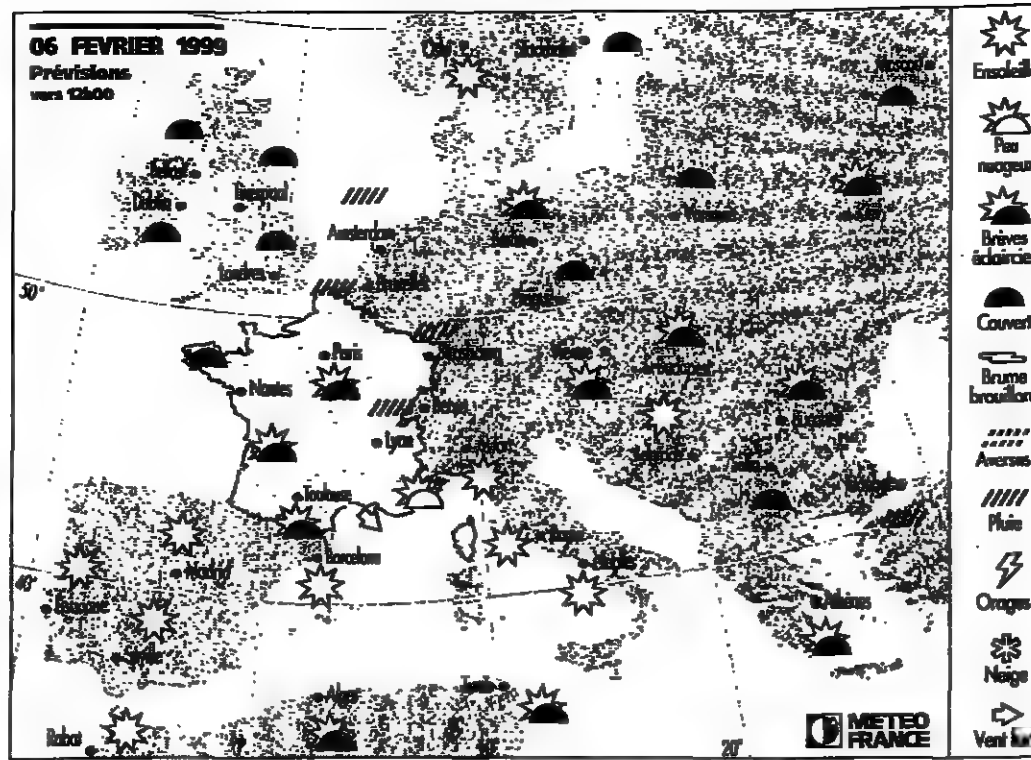 06 FEVRIER 1999
Prévisions
vers 12h00
Oslo
Stockholm
Moscou
Belfast
Dublin
Liverpool
Londres
Amsterdam
Berlin
Varsovie
Kiev
Bruxelles
Prague
50°
Paris
Strasbourg
Vienne
Budapest
Nantes
Berne
Lyon
Toulouse
Barcelone
Madrid
Rome
Naples
40°
Lisbonne
Séville
Athènes
Alger
Tunis
Rabat
20°
METEO
FRANCE
Ensoleillé
Peu
nuageux
Brèves
éclaircies
Couvert
Brume
brouillard
Averses
Pluie
Orages
Neige
Vent